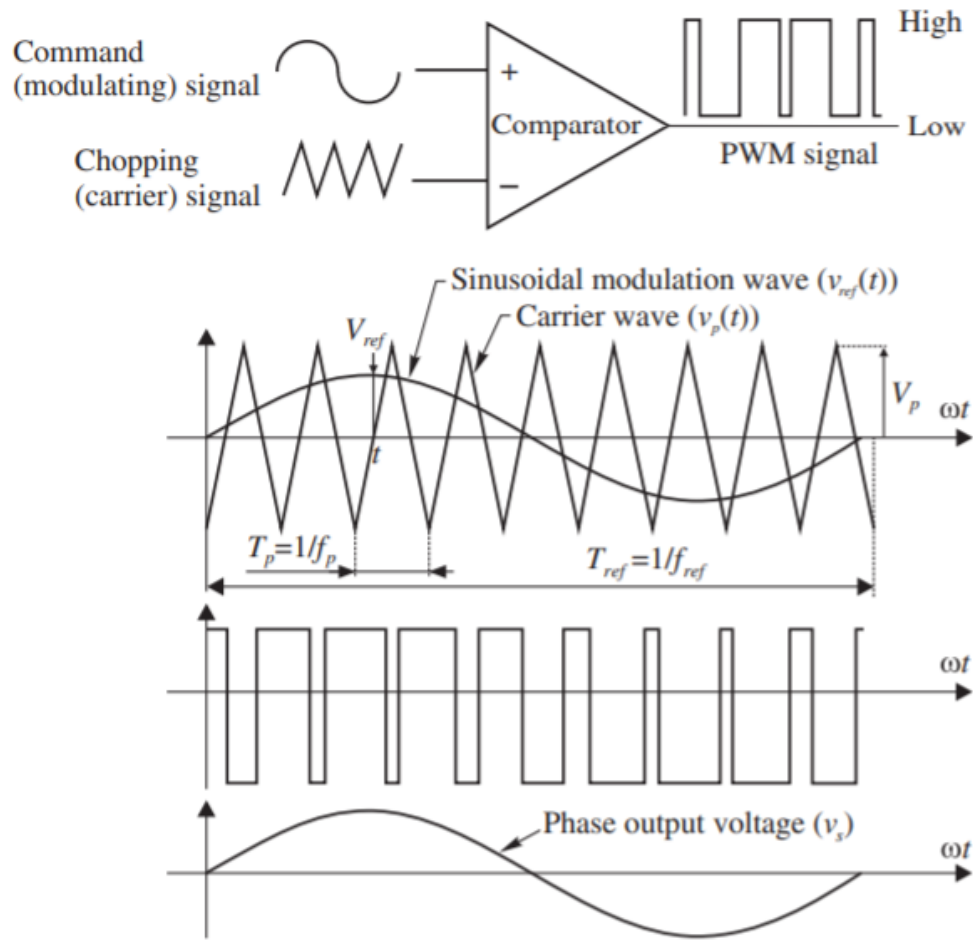 Command
(modulating) signal
+
Comparator
−
Chopping
(carrier) signal
High
Low
PWM signal
Sinusoidal modulation wave (v_ref(t))
Carrier wave (v_p(t))
V_ref
V_p
ωt
t
T_p=1/f_p
T_ref=1/f_ref
ωt
Phase output voltage (v_s)
ωt